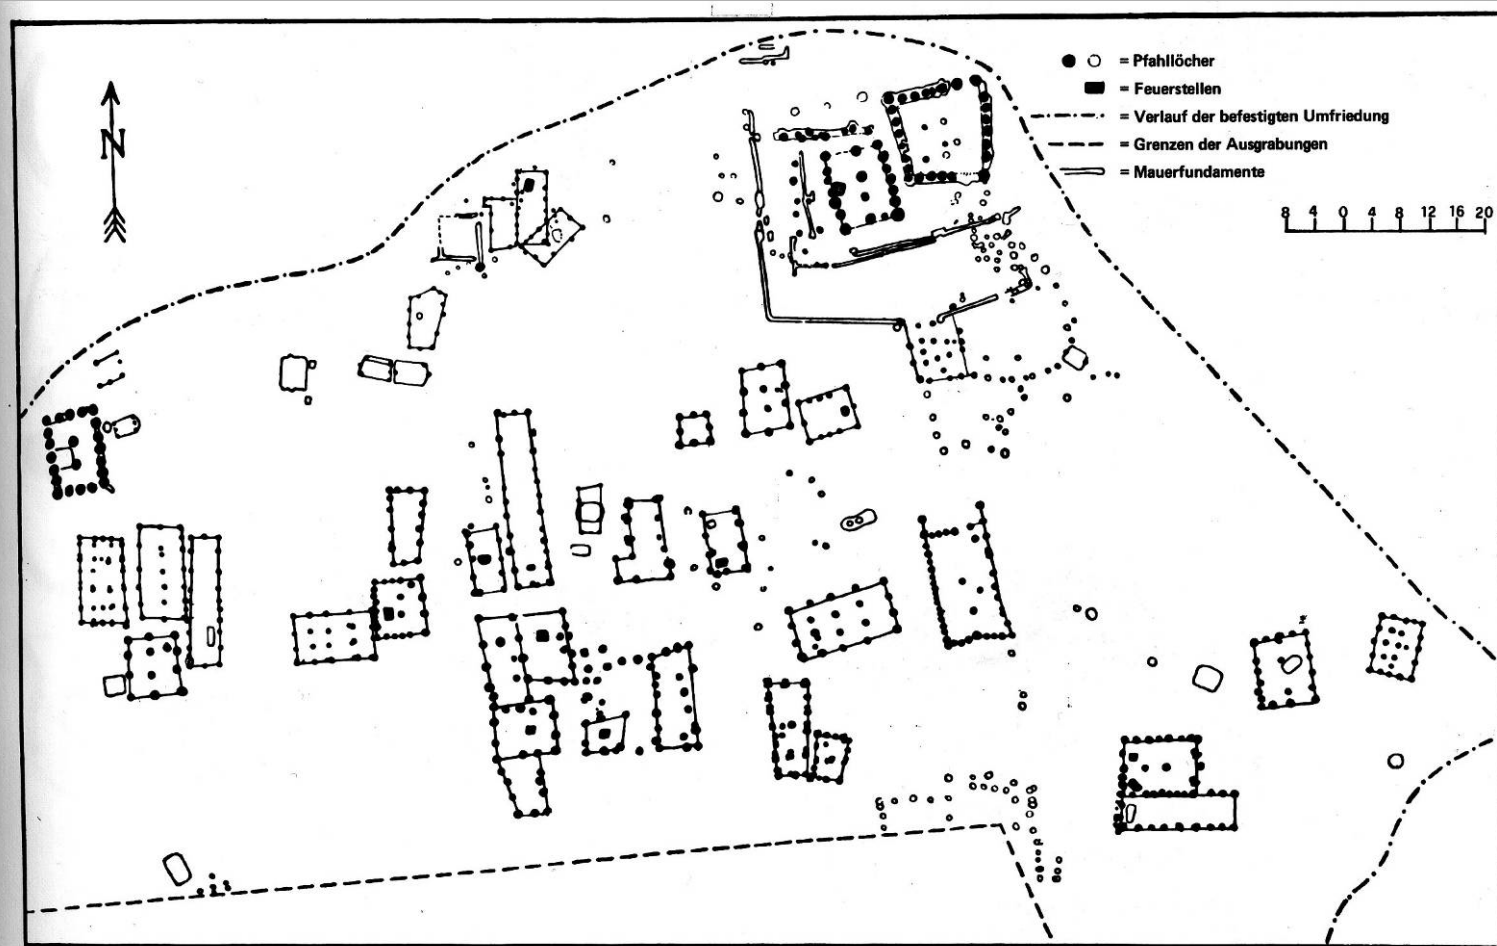 N
= Pfahllöcher
= Feuerstellen
= Verlauf der befestigten Umfriedung
= Grenzen der Ausgrabungen
= Mauerfundamente
8 4 0 4 8 12 16 20